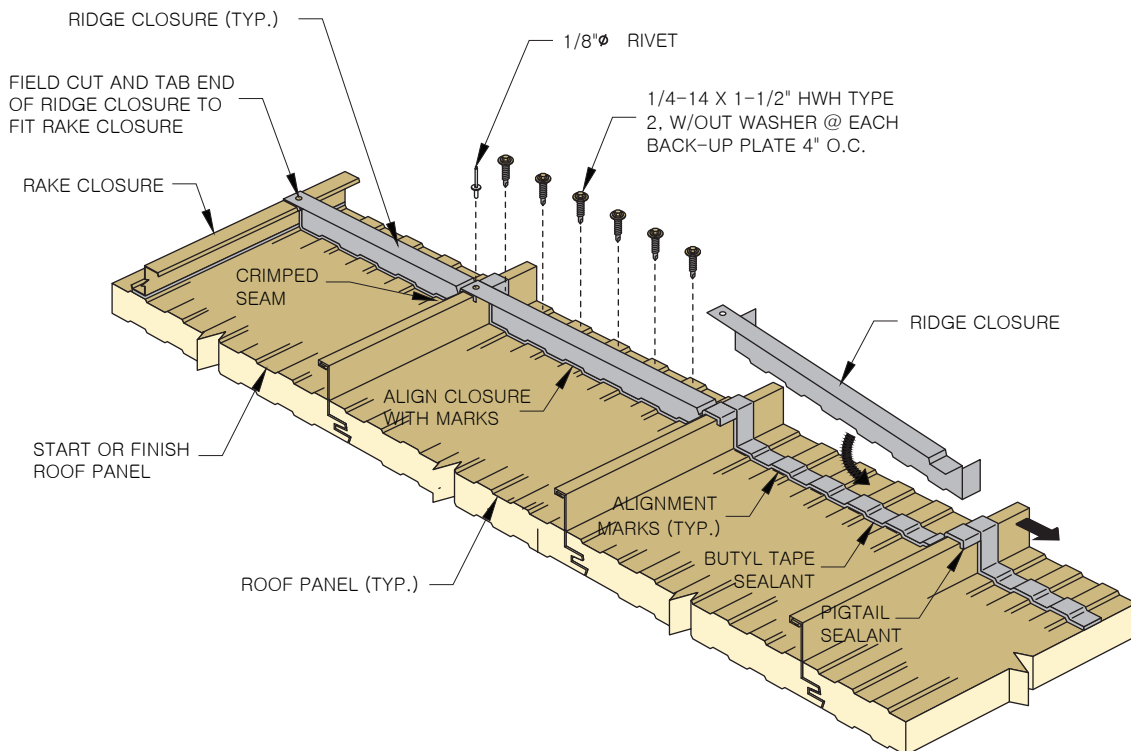 RIDGE CLOSURE (TYP.)
1/8"ø RIVET
FIELD CUT AND TAB END
OF RIDGE CLOSURE TO
FIT RAKE CLOSURE
1/4-14 X 1-1/2" HWH TYPE
2, W/OUT WASHER @ EACH
BACK-UP PLATE 4" O.C.
RAKE CLOSURE
CRIMPED
SEAM
RIDGE CLOSURE
ALIGN CLOSURE
WITH MARKS
START OR FINISH
ROOF PANEL
ALIGNMENT
MARKS (TYP.)
BUTYL TAPE
SEALANT
ROOF PANEL (TYP.)
PIGTAIL
SEALANT